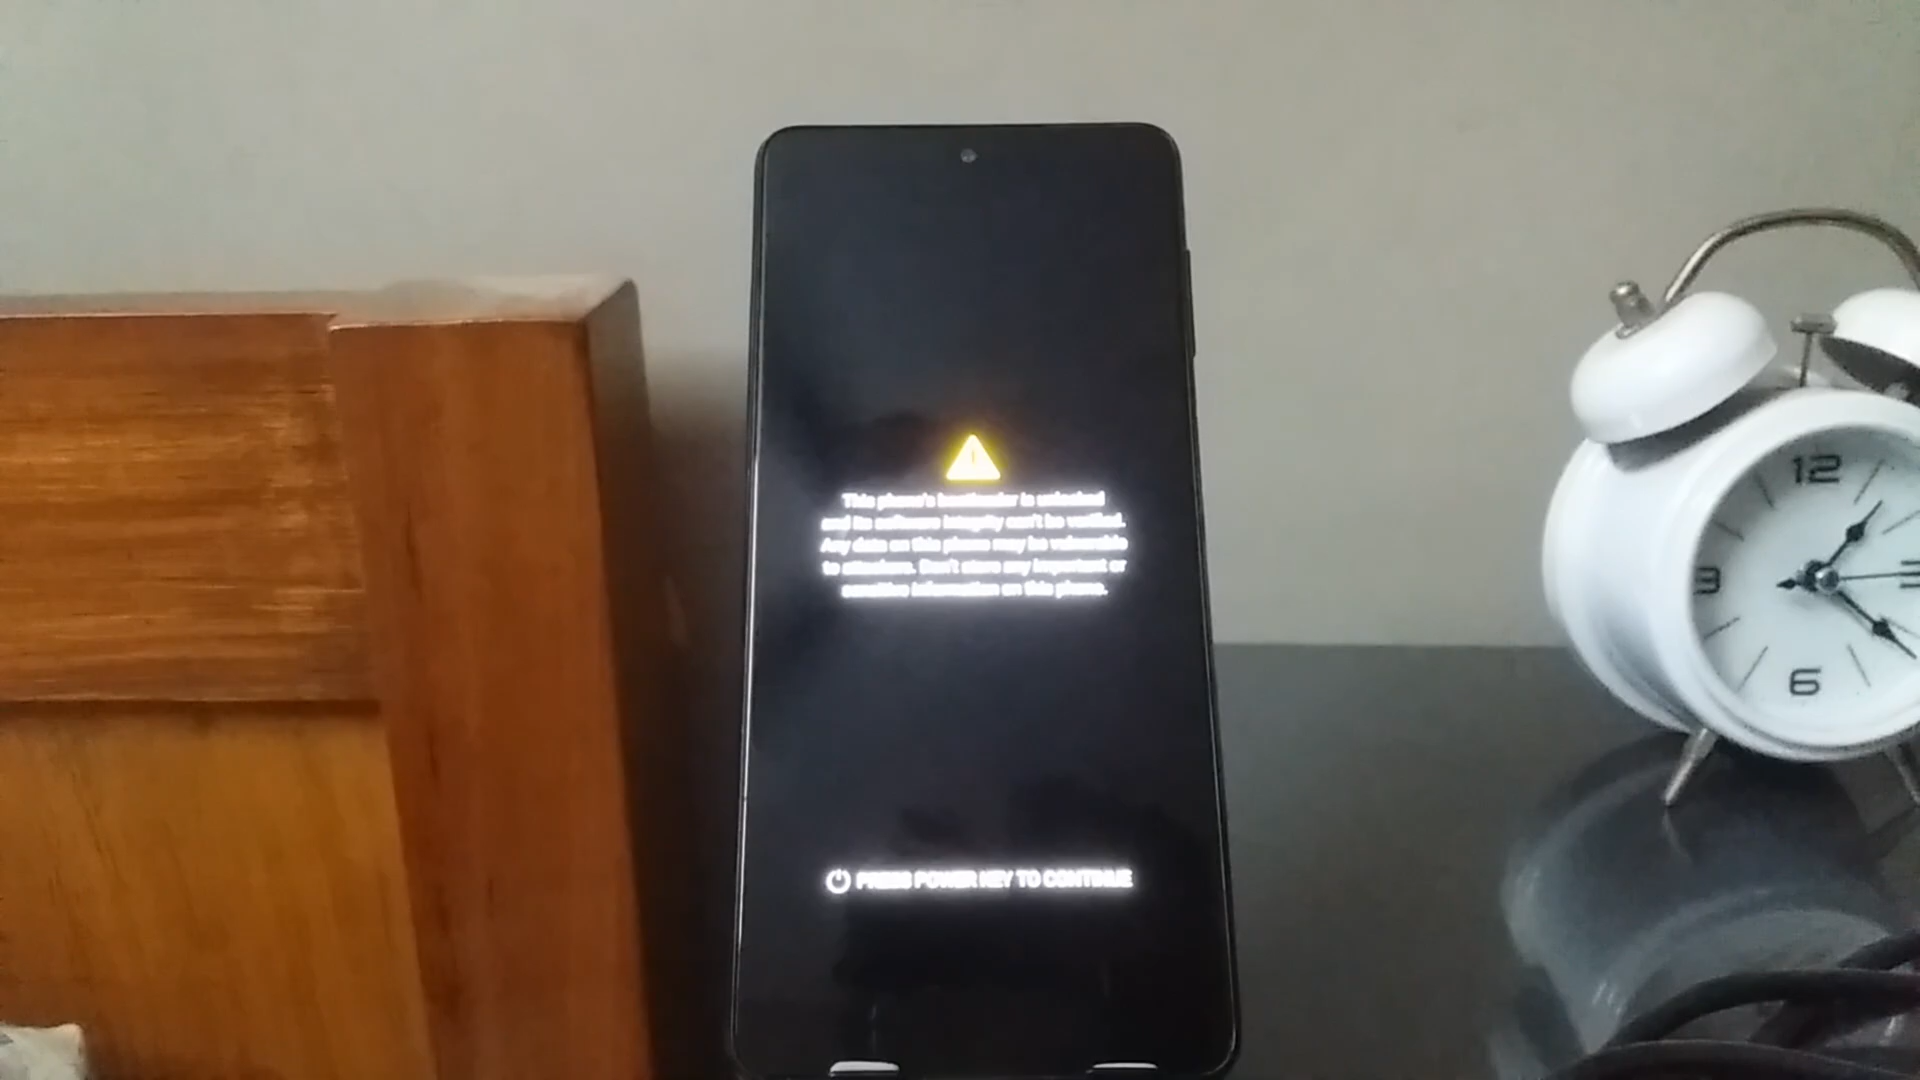 This phone's bootloader is unlocked
and its software integrity can't be verified.
Any data on this phone may be vulnerable
to attackers. Don't store any important or
sensitive information on this phone.
PRESS POWER KEY TO CONTINUE
12
3
9
6